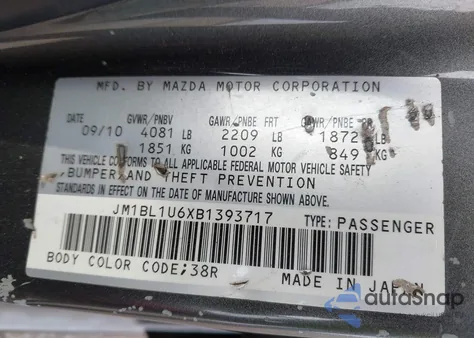 MFD. BY MAZDA MOTOR CORPORATION
DATE GVWR/PNBV GAWR/PNBE FRT GAWR/PNBE
09/10 4081 LB 2209 LB 1872 LB
1851 KG 1002 KG 849 KG
THIS VEHICLE CONFORMS TO ALL APPLICABLE FEDERAL MOTOR VEHICLE SAFETY
BUMPER AND THEFT PREVENTION
STANDARDS IN EFFECT ON THE DATE OF MANUFACTURE SHOWN ABOVE.
JM1BL1U6XB1393717 TYPE: PASSENGER
BODY COLOR CODE;38R MADE IN JAPAN
autosnap